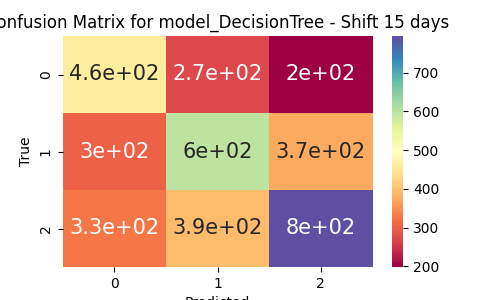 onfusion Matrix for model_DecisionTree - Shift 15 days
0 4.6e+02 2.7e+02 2e+02
1 3e+02 6e+02 3.7e+02
2 3.3e+02 3.9e+02 8e+02
0 1 2
True
Predicted
700
600
500
400
300
200